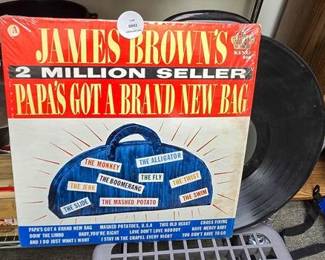 JAMES BROWN'S
KING
2 MILLION SELLER
PAPA'S GOT A BRAND NEW BAG
THE MONKEY
THE ALLIGATOR
THE BOOMERANG
THE FLY
THE JERK
THE TWIST
THE SLIDE
THE MASHED POTATO
THE SWIM
PAPA'S GOT A BRAND NEW BAG
MASHED POTATOES, U.S.A.
THIS OLD HEART
CROSS FIRING
DOIN' THE LIMBO
BABY, YOU'RE RIGHT
LOVE DON'T LOVE NOBODY
HAVE MERCY BABY
AND I DO JUST WHAT I WANT
I STAY IN THE CHAPEL EVERY NIGHT
YOU DON'T HAVE TO GO